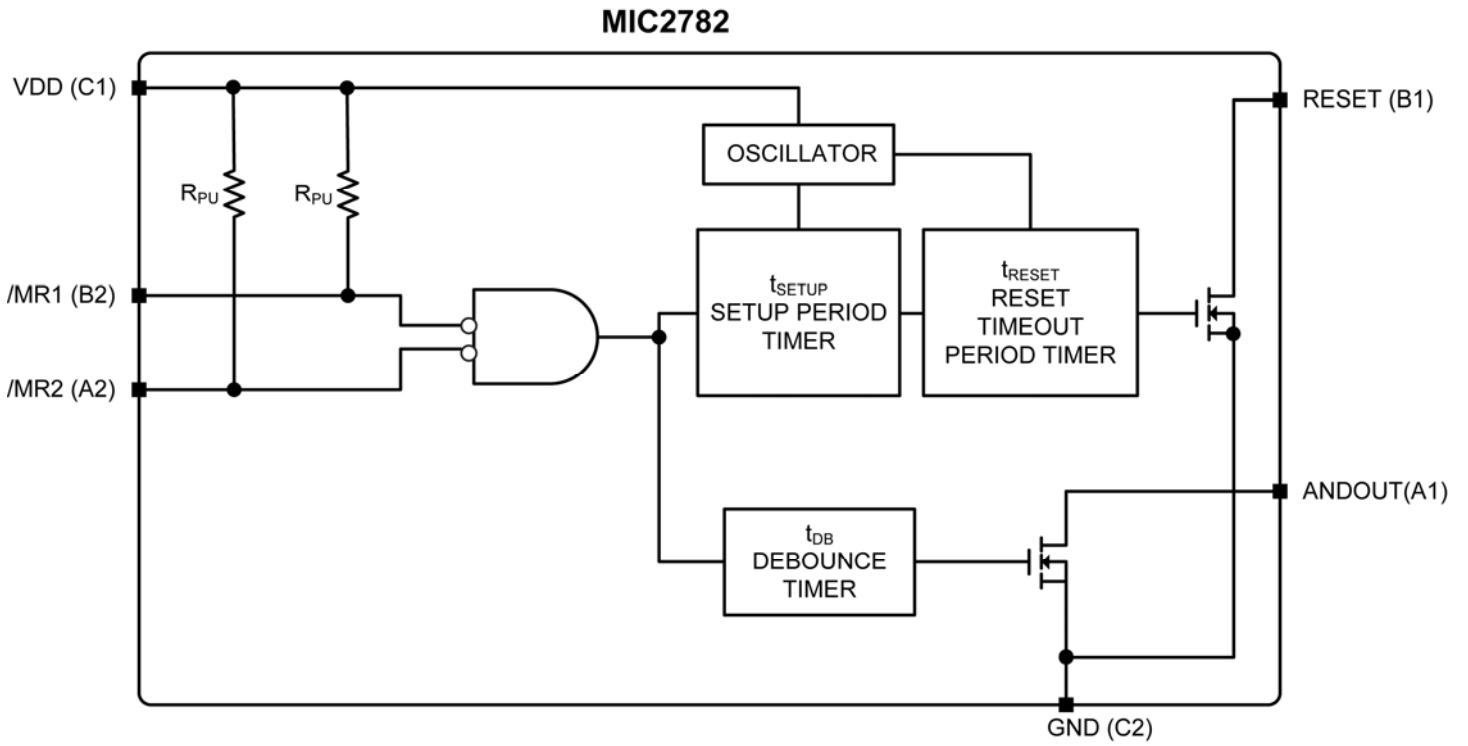 MIC2782
VDD (C1)
RESET (B1)
OSCILLATOR
RPU
RPU
/MR1 (B2)
tSETUP
SETUP PERIOD
TIMER
tRESET
RESET
TIMEOUT
PERIOD TIMER
/MR2 (A2)
ANDOUT(A1)
tDB
DEBOUNCE
TIMER
GND (C2)